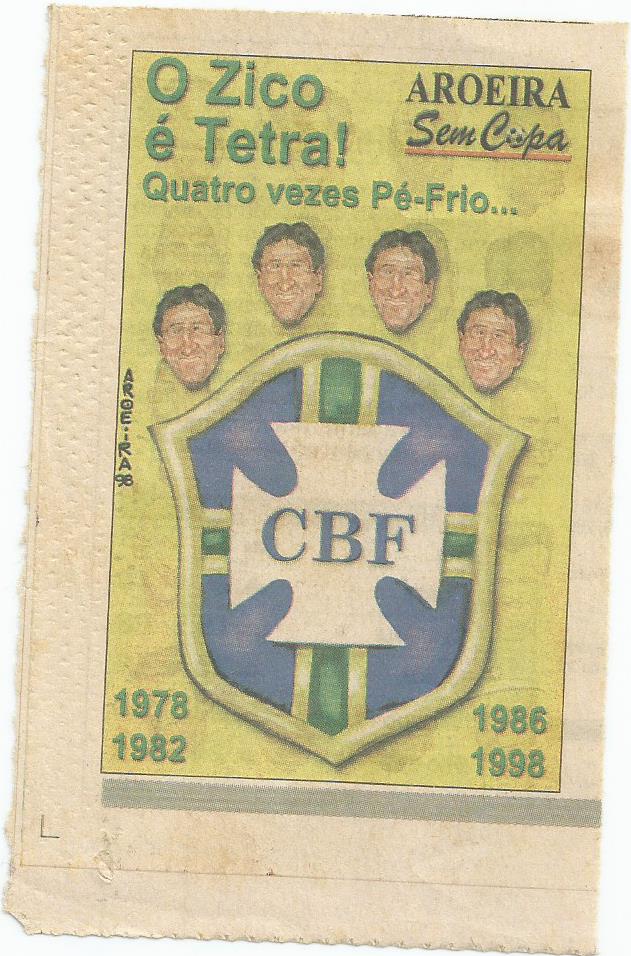 O Zico
é Tetra!
Quatro vezes Pé-Frio...
AROEIRA
Sem Copa
AROEIRA
98
CBF
1978
1982
1986
1998